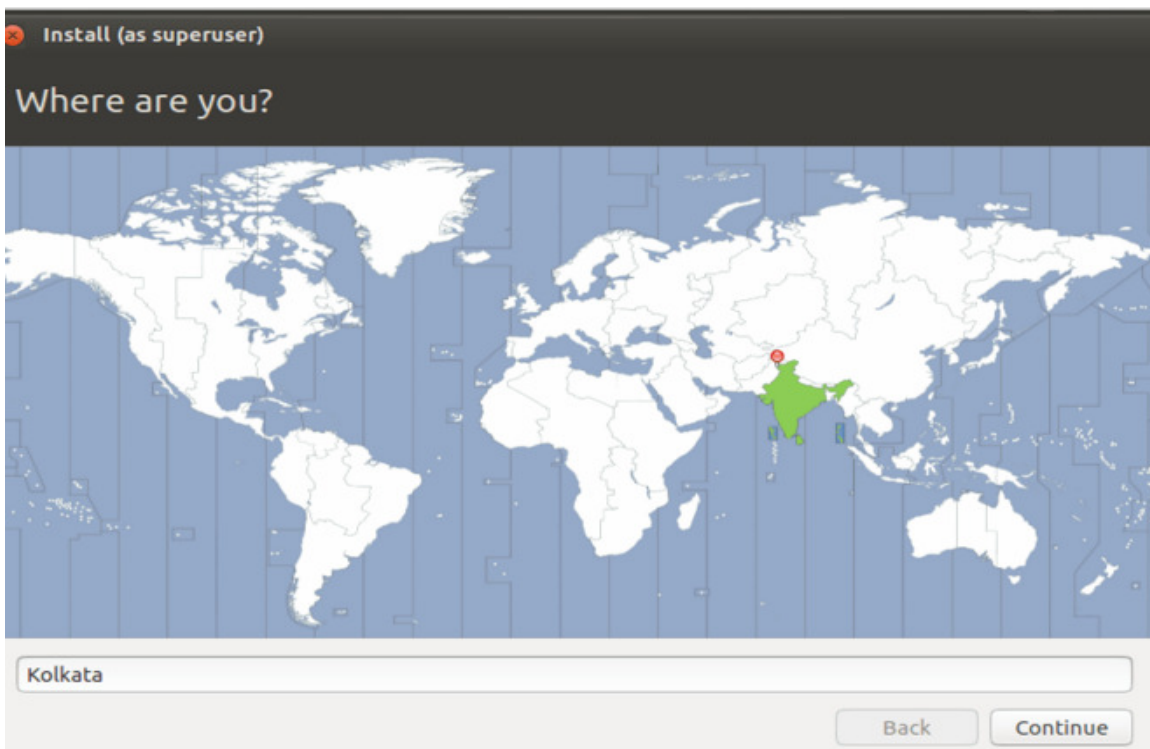 Install (as superuser)
Where are you?
Kolkata
Back
Continue